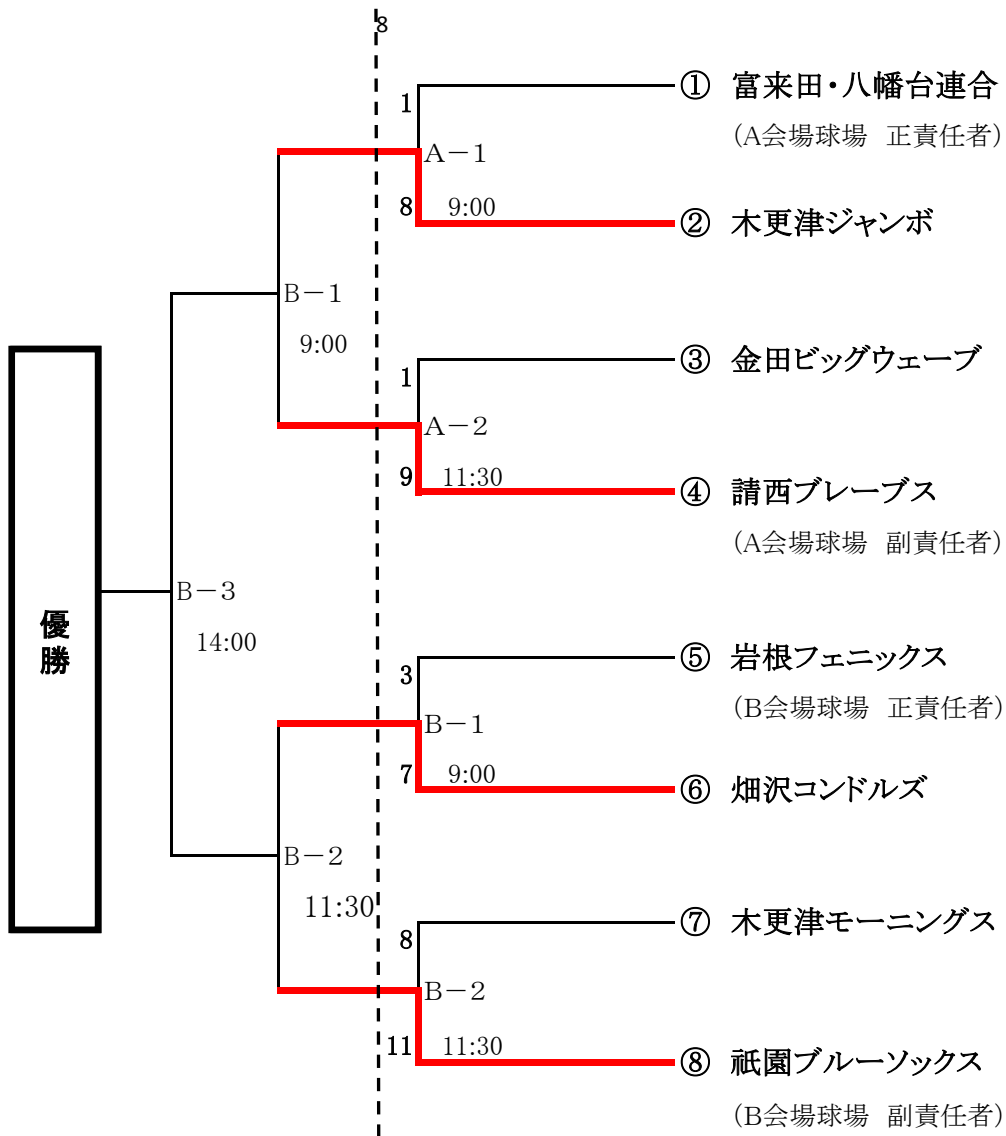 8
① 富来田・八幡台連合
1
(A会場球場　正責任者)
A－1
8 9:00
② 木更津ジャンボ
B－1
9:00
③ 金田ビッグウェーブ
1
A－2
9 11:30
④ 請西ブレーブス
(A会場球場　副責任者)
B－3
優勝
14:00
⑤ 岩根フェニックス
3
(B会場球場　正責任者)
B－1
7 9:00
⑥ 畑沢コンドルズ
B－2
11:30
⑦ 木更津モーニングス
8
B－2
11 11:30
⑧ 祇園ブルーソックス
(B会場球場　副責任者)